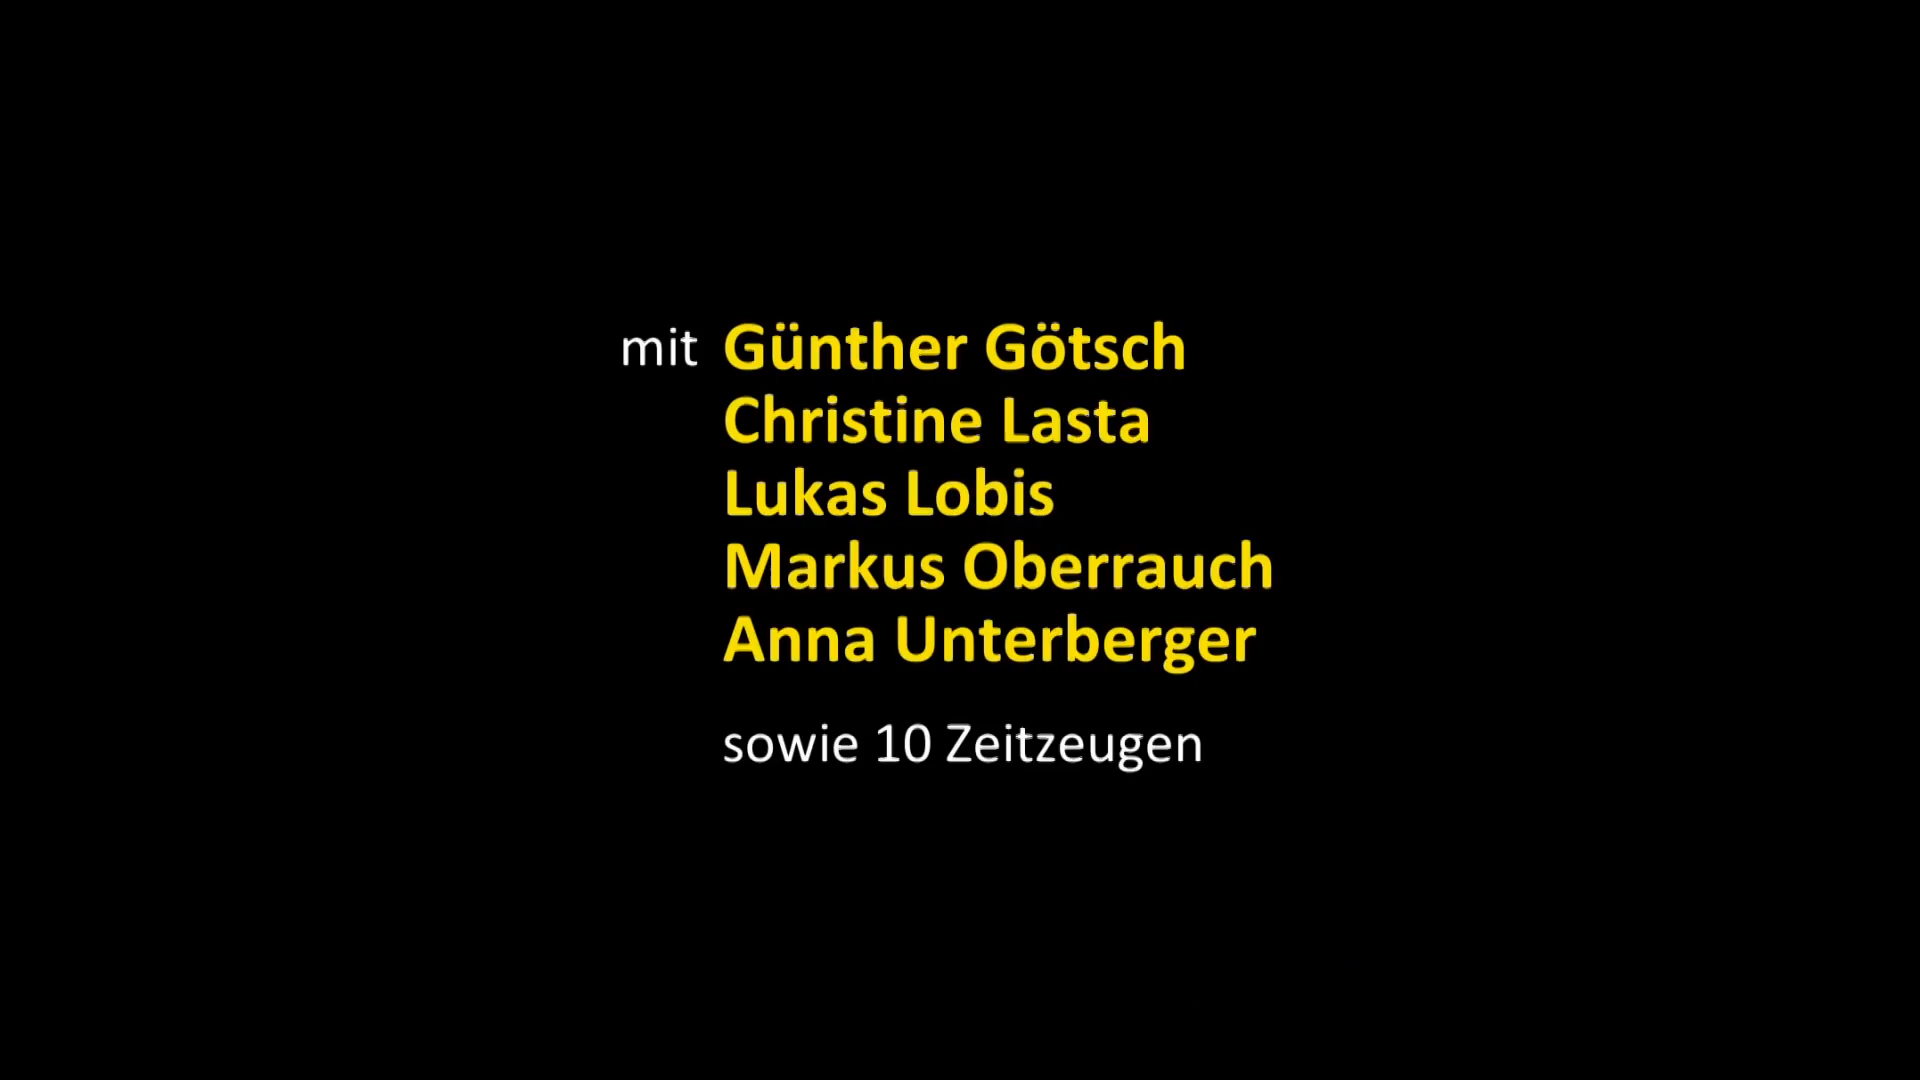 mit Günther Götsch
Christine Lasta
Lukas Lobis
Markus Oberrauch
Anna Unterberger
sowie 10 Zeitzeugen